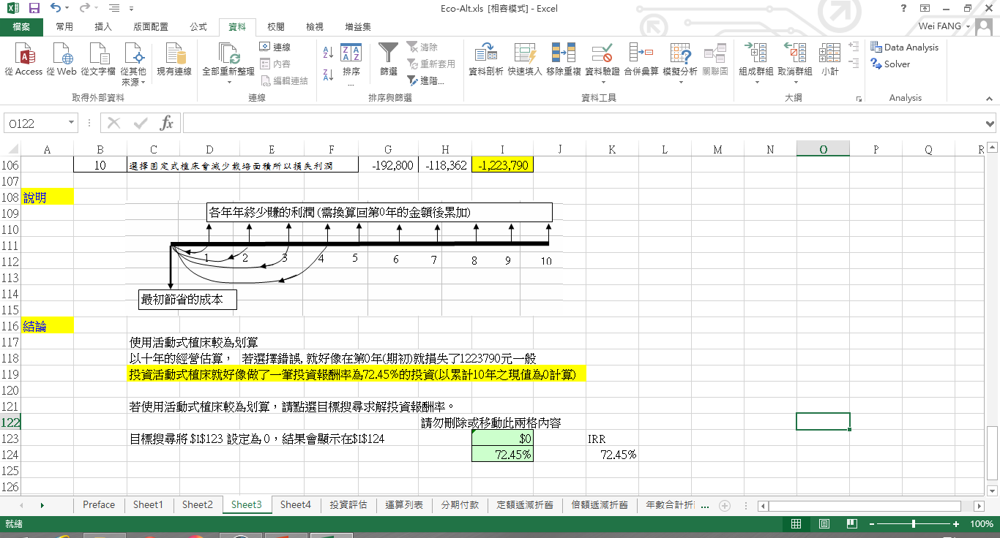 Eco-Alt.xls [相容模式] - Excel
檔案 常用 插入 版面配置 公式 資料 校閱 檢視 增益集 Wei FANG
從 Access 從 Web 從文字檔 從其他來源 現有連線 全部重新整理 連線 內容 編輯連結 排序... 篩選 清除 重新套用 進階... 資料剖析 快速填入 移除重複 資料驗證 合併彙算 模擬分析 關聯圖 組成群組 取消群組 小計 Data Analysis Solver
取得外部資料 連線 排序與篩選 資料工具 大綱 Analysis
O122 fx
A B C D E F G H I J K L M N O P Q R
106 10 選擇固定式植床會減少栽培面積所以損失利潤 -192,800 -118,362 -1,223,790
107
108 說明
109 各年年終少賺的利潤(需換算回第0年的金額後累加)
110
111
112 1 2 3 4 5 6 7 8 9 10
113
114 最初節省的成本
115
116 結論
117 使用活動式植床較為划算
118 以十年的經營估算， 若選擇錯誤, 就好像在第0年(期初)就損失了1223790元一般
119 投資活動式植床就好像做了一筆投資報酬率為72.45%的投資(以累計10年之現值為0計算)
120
121 若使用活動式植床較為划算，請點選目標搜尋求解投資報酬率。
122 請勿刪除或移動此兩格內容
123 目標搜尋將 $I$123 設定為 0，結果會顯示在$I$124 $0 IRR
124 72.45% 72.45%
125
126
Preface Sheet1 Sheet2 Sheet3 Sheet4 投資評估 運算列表 分期付款 定額遞減折舊 倍額遞減折舊 年數合計折 ...
就緒 100%